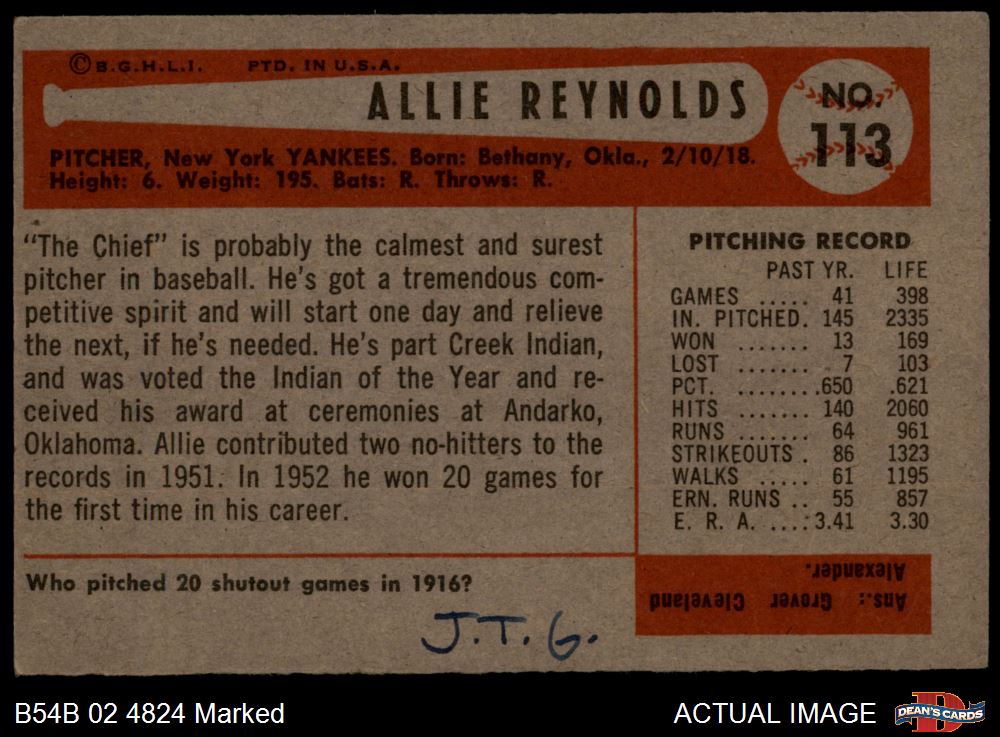 © B.G.H.L.I. PTD. IN U.S.A.
ALLIE REYNOLDS
NO. 113
PITCHER, New York YANKEES. Born: Bethany, Okla., 2/10/18.
Height: 6. Weight: 195. Bats: R. Throws: R.
"The Chief" is probably the calmest and surest
pitcher in baseball. He's got a tremendous com-
petitive spirit and will start one day and relieve
the next, if he's needed. He's part Creek Indian,
and was voted the Indian of the Year and re-
ceived his award at ceremonies at Andarko,
Oklahoma. Allie contributed two no-hitters to the
records in 1951. In 1952 he won 20 games for
the first time in his career.
PITCHING RECORD
PAST YR. LIFE
GAMES ..... 41 398
IN. PITCHED. 145 2335
WON ....... 13 169
LOST ....... 7 103
PCT. ........650 .621
HITS ....... 140 2060
RUNS ....... 64 961
STRIKEOUTS . 86 1323
WALKS ..... 61 1195
ERN. RUNS .. 55 857
E. R. A. ....:3.41 3.30
Who pitched 20 shutout games in 1916?
Ans.: Grover Cleveland
Alexander.
J.T.G.
B54B 02 4824 Marked
ACTUAL IMAGE
DEAN'S CARDS